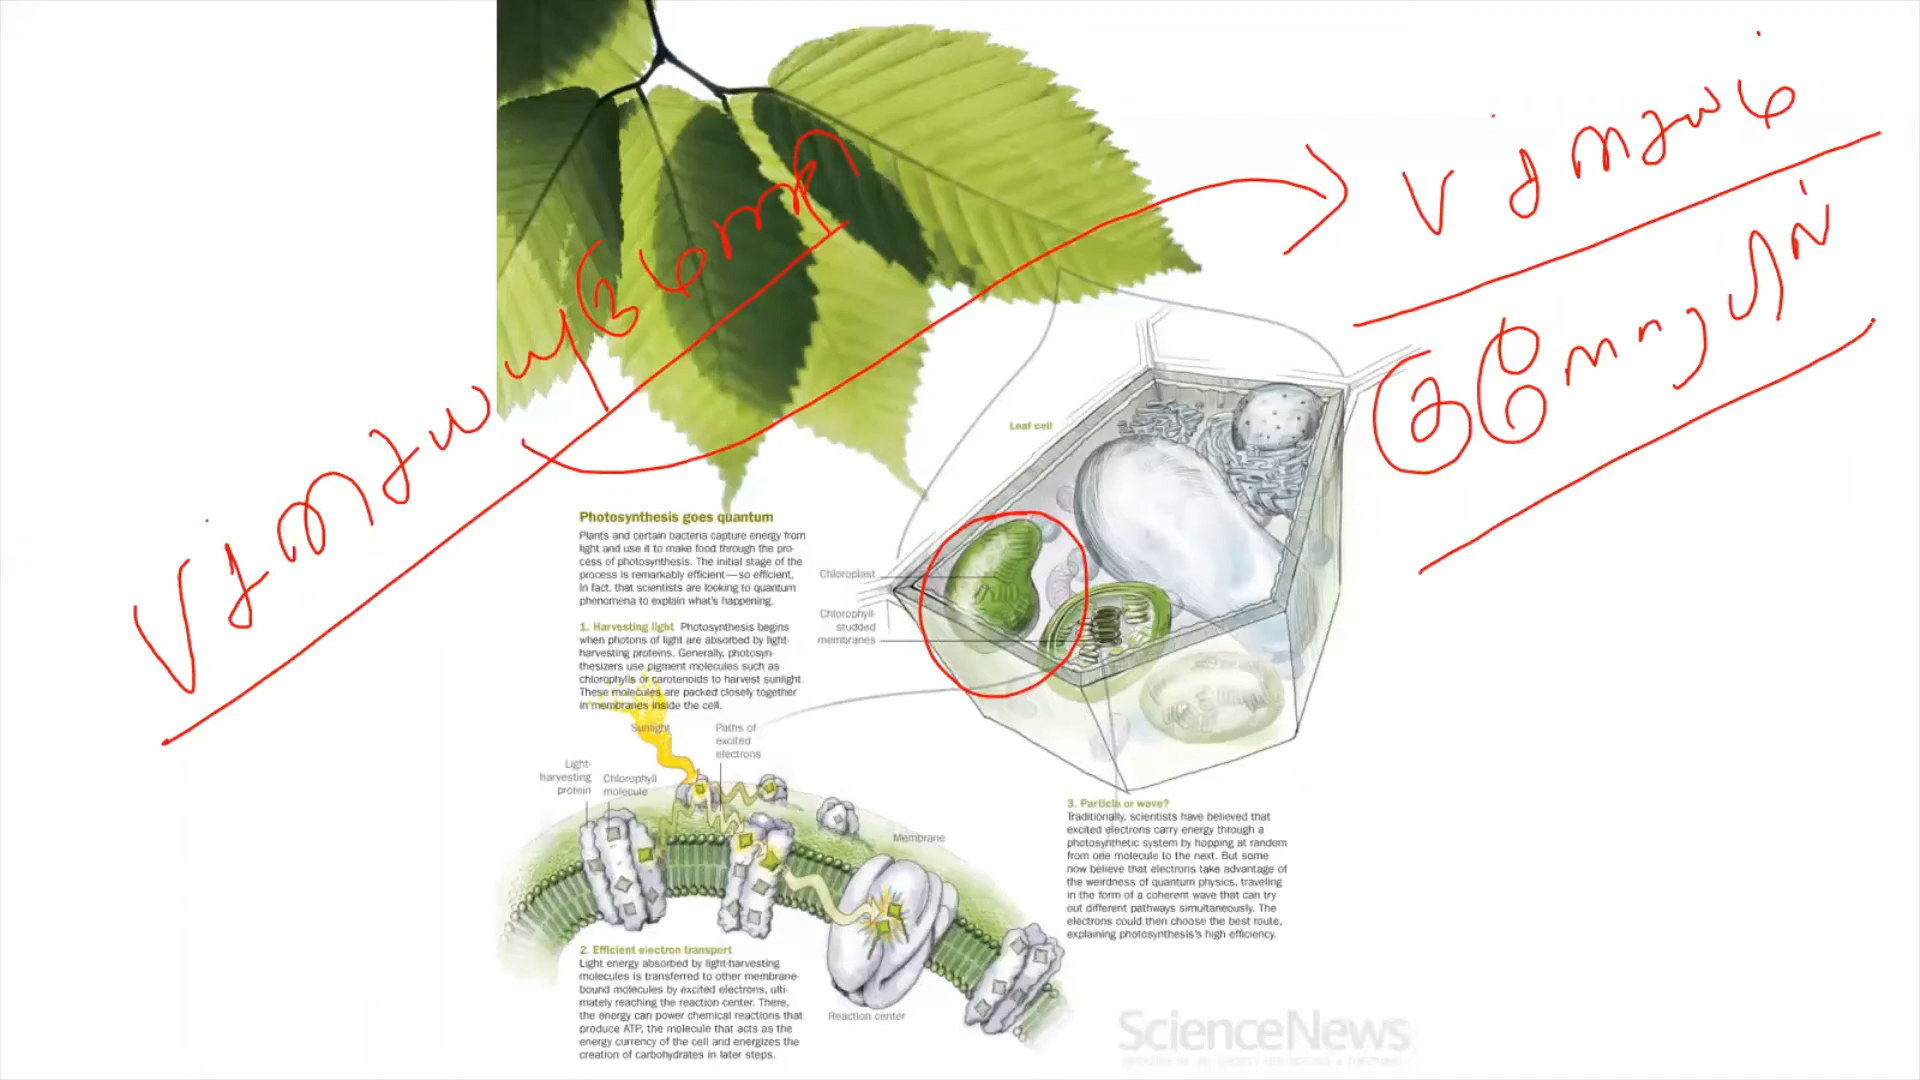 Leaf cell
Photosynthesis goes quantum
Plants and certain bacteria capture energy from
light and use it to make food through the pro-
cess of photosynthesis. The initial stage of the
process is remarkably efficient—so efficient,
in fact, that scientists are looking to quantum
phenomena to explain what's happening.
Chloroplast
Chlorophyll-
studded
membranes
1. Harvesting light Photosynthesis begins
when photons of light are absorbed by light-
harvesting proteins. Generally, photosyn-
thesizers use pigment molecules such as
chlorophylls or carotenoids to harvest sunlight.
These molecules are packed closely together
in membranes inside the cell.
Sunlight
Paths of
excited
electrons
Light-
harvesting
protein
Chlorophyll
molecule
Membrane
Reaction center
2. Efficient electron transport
Light energy absorbed by light-harvesting
molecules is transferred to other membrane-
bound molecules by excited electrons, ulti-
mately reaching the reaction center. There,
the energy can power chemical reactions that
produce ATP, the molecule that acts as the
energy currency of the cell and energizes the
creation of carbohydrates in later steps.
3. Particle or wave?
Traditionally, scientists have believed that
excited electrons carry energy through a
photosynthetic system by hopping at random
from one molecule to the next. But some
now believe that electrons take advantage of
the weirdness of quantum physics, traveling
in the form of a coherent wave that can try
out different pathways simultaneously. The
electrons could then choose the best route,
explaining photosynthesis's high efficiency.
ScienceNews